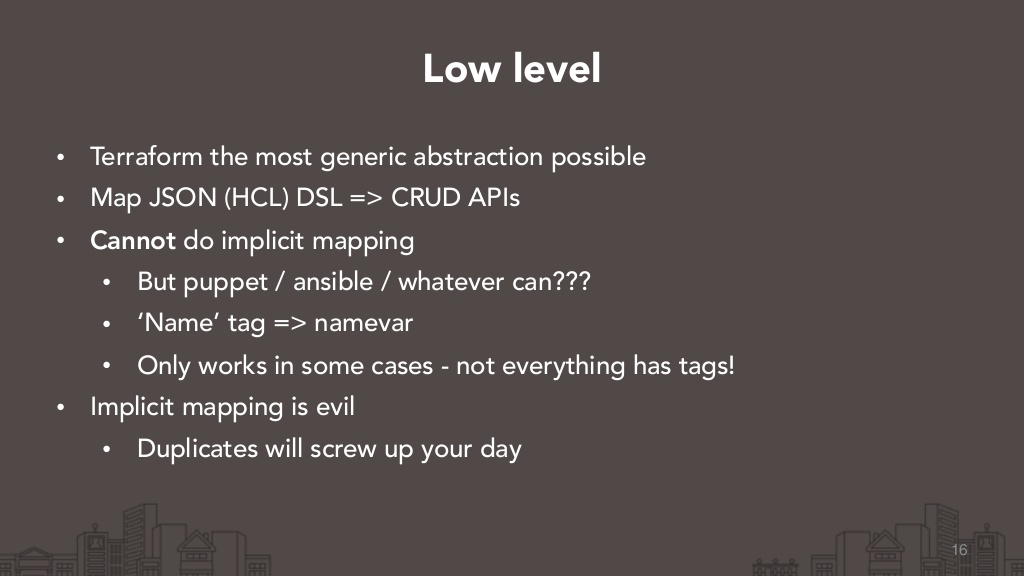 Low level
• Terraform the most generic abstraction possible
• Map JSON (HCL) DSL => CRUD APIs
• Cannot do implicit mapping
• But puppet / ansible / whatever can???
• ‘Name’ tag => namevar
• Only works in some cases - not everything has tags!
• Implicit mapping is evil
• Duplicates will screw up your day
16